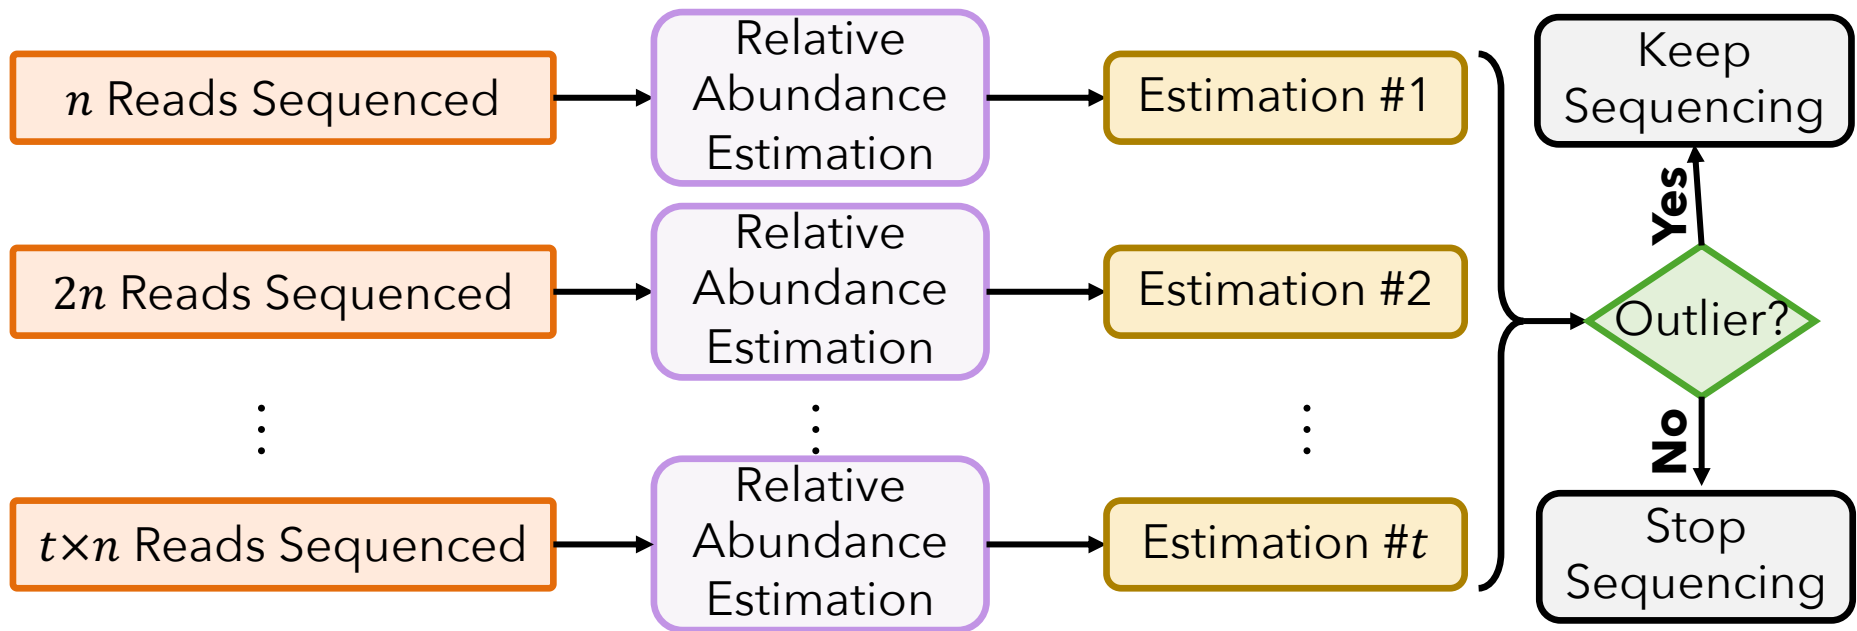 n Reads Sequenced
Relative
Abundance
Estimation
Estimation #1
Keep
Sequencing
Yes
2n Reads Sequenced
Relative
Abundance
Estimation
Estimation #2
Outlier?
No
t×n Reads Sequenced
Relative
Abundance
Estimation
Estimation #t
Stop
Sequencing